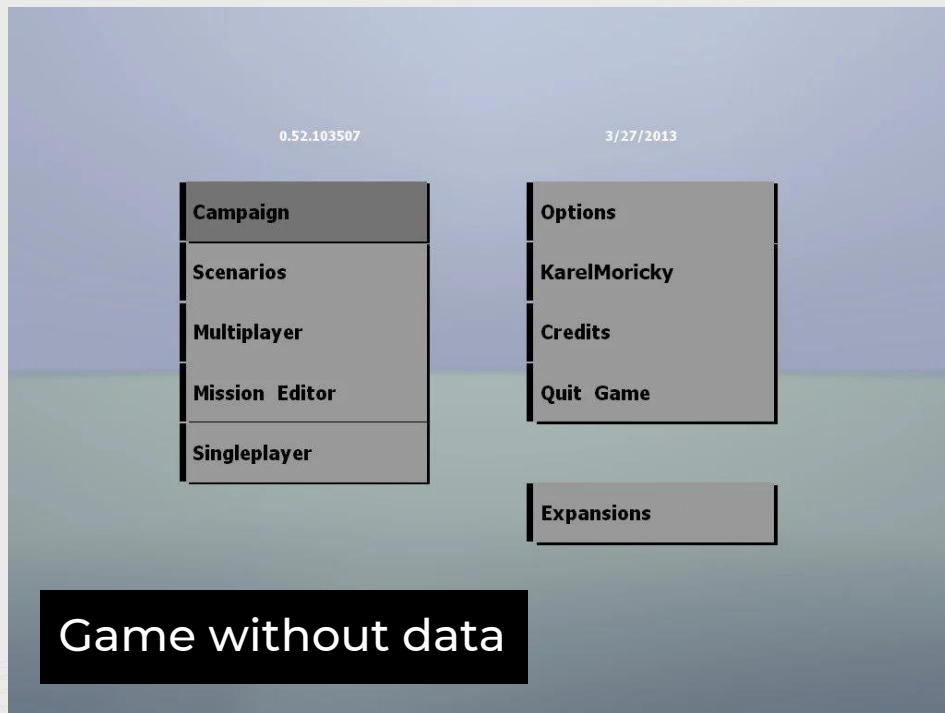 0.52.103507
3/27/2013
Campaign
Scenarios
Multiplayer
Mission Editor
Singleplayer
Options
KarelMoricky
Credits
Quit Game
Expansions
Game without data